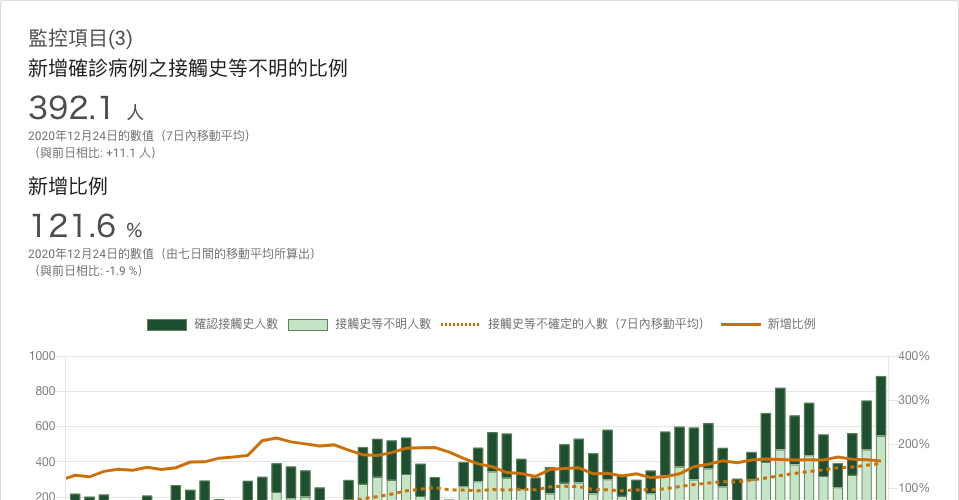 監控項目(3)
新增確診病例之接觸史等不明的比例
392.1 人
2020年12月24日的數值（7日內移動平均）
（與前日相比: +11.1 人）
新增比例
121.6 %
2020年12月24日的數值（由七日間的移動平均所算出）
（與前日相比: -1.9 %）
確認接觸史人數 接觸史等不明人數 接觸史等不確定的人數（7日內移動平均） 新增比例
1000 400%
800
300%
600
200%
400
100%
200